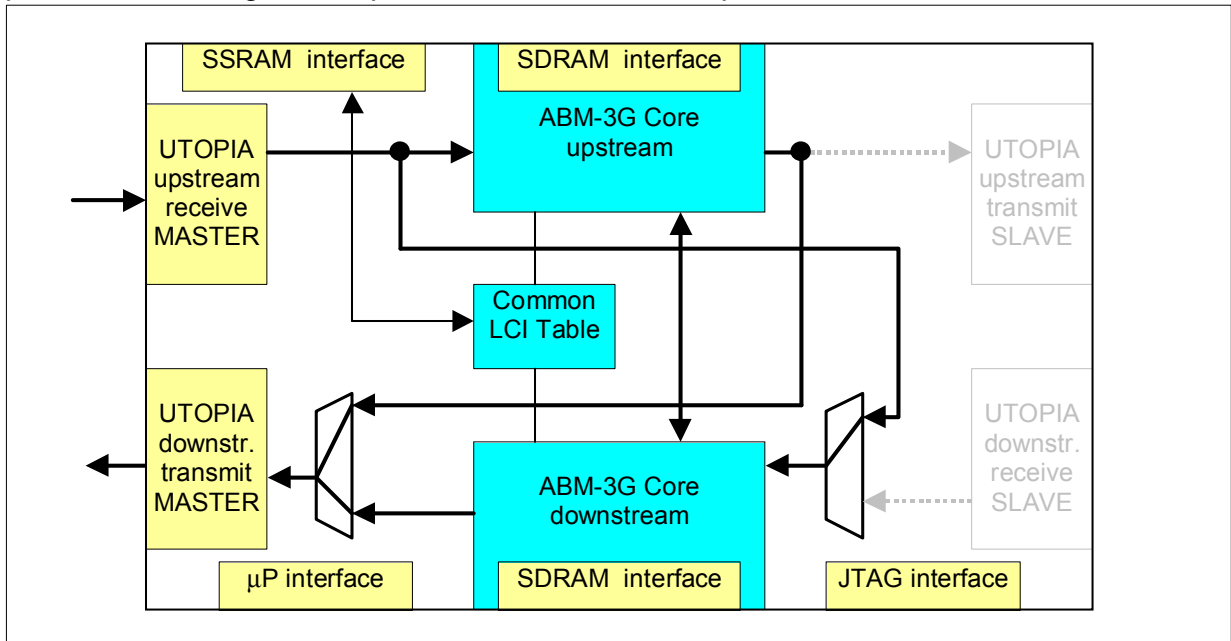 SSRAM interface
SDRAM interface
UTOPIA
upstream
receive
MASTER
ABM-3G Core
upstream
UTOPIA
upstream
transmit
SLAVE
Common
LCI Table
UTOPIA
downstr.
transmit
MASTER
ABM-3G Core
downstream
UTOPIA
downstr.
receive
SLAVE
µP interface
SDRAM interface
JTAG interface